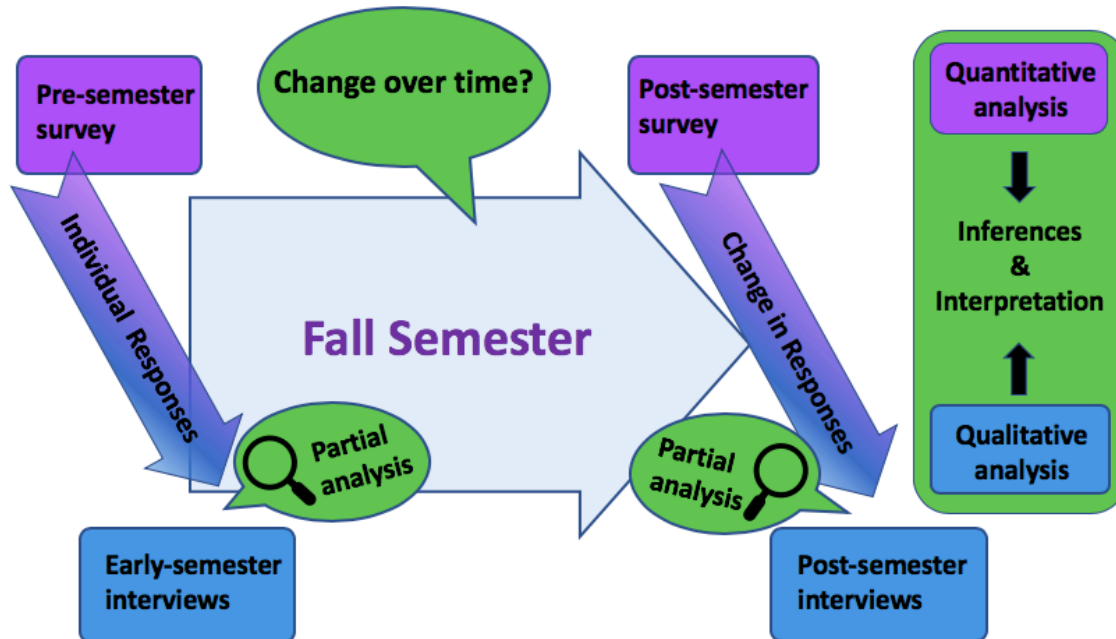 Pre-semester
survey
Change over time?
Post-semester
survey
Quantitative
analysis
Individual Responses
Fall Semester
Change in Responses
Inferences
&
Interpretation
Partial
analysis
Partial
analysis
Qualitative
analysis
Early-semester
interviews
Post-semester
interviews